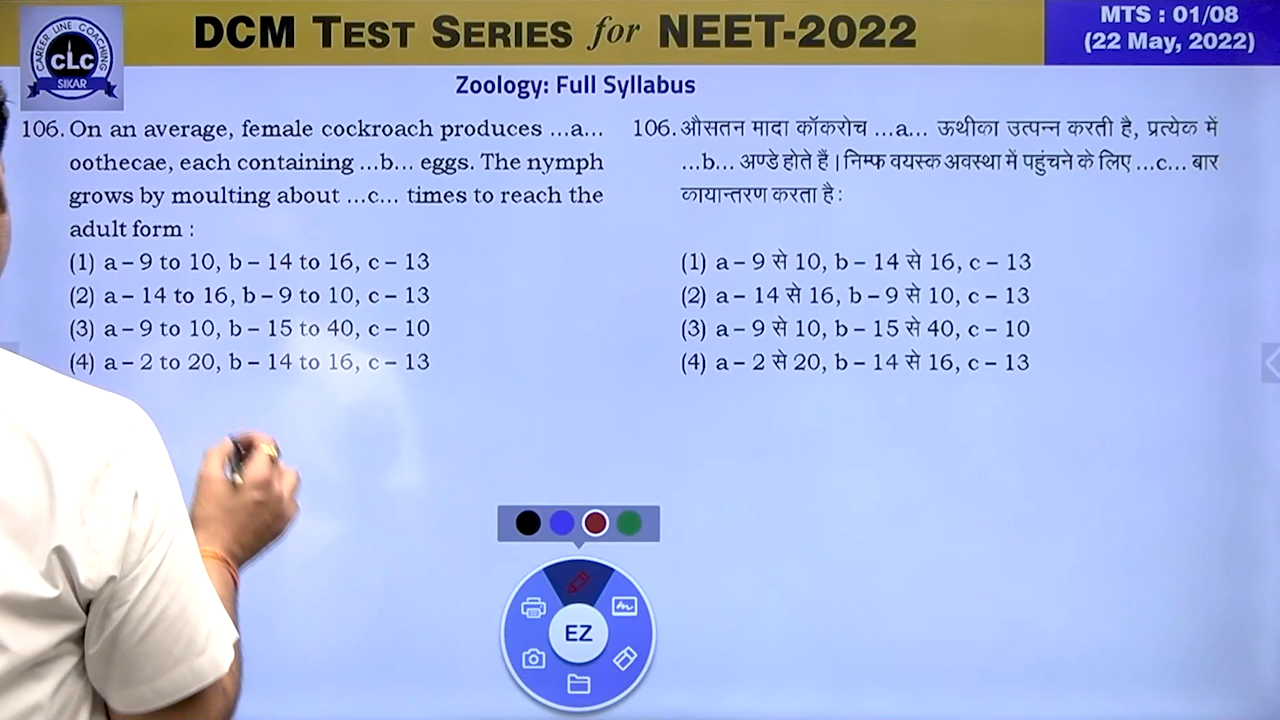 CAREER LINE COACHING
CLC
SIKAR
DCM TEST SERIES for NEET-2022
MTS : 01/08
(22 May, 2022)
Zoology: Full Syllabus
106. On an average, female cockroach produces ...a...
oothecae, each containing ...b... eggs. The nymph
grows by moulting about ...c... times to reach the
adult form :
(1) a – 9 to 10, b – 14 to 16, c – 13
(2) a – 14 to 16, b – 9 to 10, c – 13
(3) a – 9 to 10, b – 15 to 40, c – 10
(4) a – 2 to 20, b – 14 to 16, c – 13
106. औसतन मादा कॉकरोच ...a... ऊथीका उत्पन्न करती है, प्रत्येक में
...b... अण्डे होते हैं। निम्फ वयस्क अवस्था में पहुंचने के लिए ...c... बार
कायान्तरण करता है :
(1) a – 9 से 10, b – 14 से 16, c – 13
(2) a – 14 से 16, b – 9 से 10, c – 13
(3) a – 9 से 10, b – 15 से 40, c – 10
(4) a – 2 से 20, b – 14 से 16, c – 13
EZ